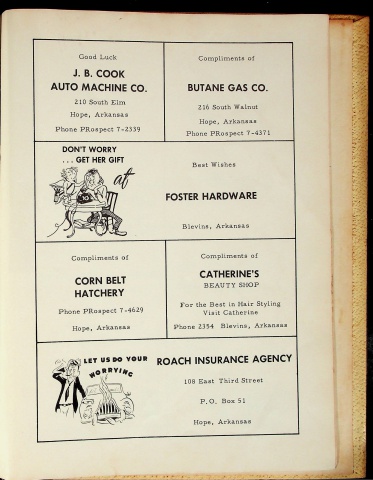 Good Luck
J. B. COOK
AUTO MACHINE CO.
210 South Elm
Hope, Arkansas
Phone PRospect 7-2339
Compliments of
BUTANE GAS CO.
216 South Walnut
Hope, Arkansas
Phone PRospect 7-4371
DON'T WORRY
. . . GET HER GIFT
at
Best Wishes
FOSTER HARDWARE
Blevins, Arkansas
Compliments of
CORN BELT
HATCHERY
Phone PRospect 7-4629
Hope, Arkansas
Compliments of
CATHERINE'S
BEAUTY SHOP
For the Best in Hair Styling
Visit Catherine
Phone 2354 Blevins, Arkansas
LET US DO YOUR
WORRYING
ROACH INSURANCE AGENCY
108 East Third Street
P.O. Box 51
Hope, Arkansas